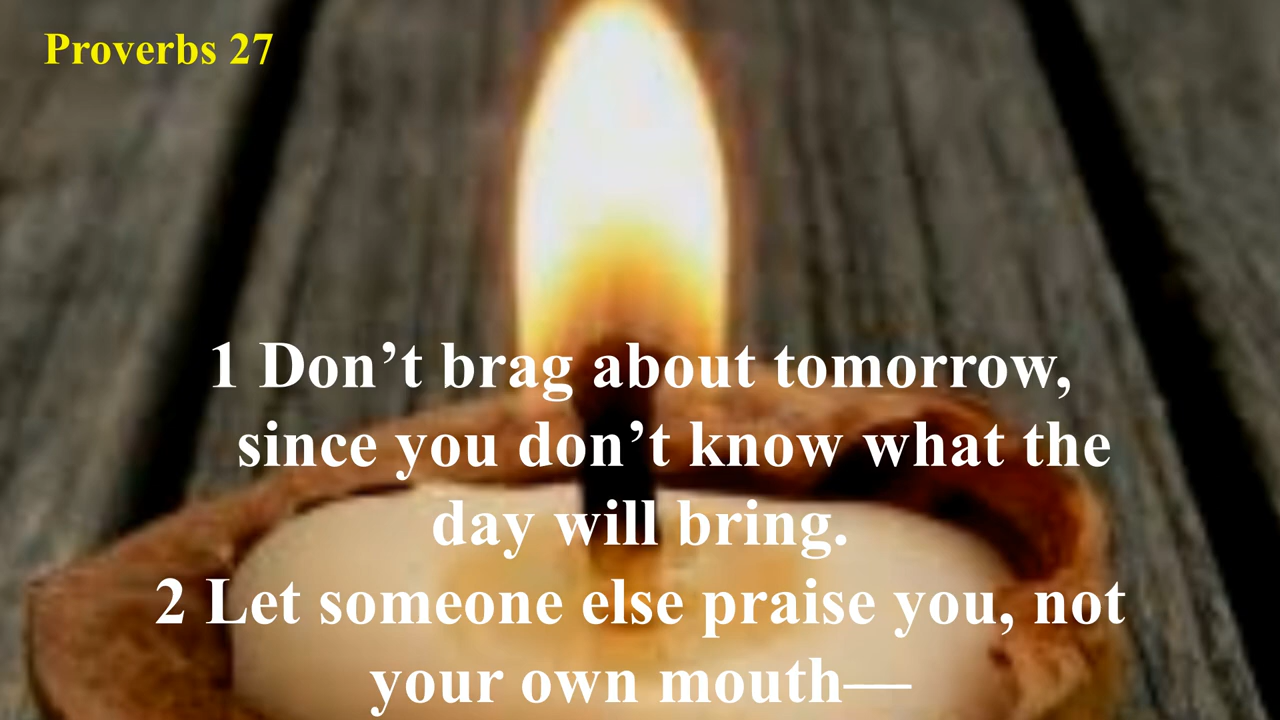 Proverbs 27
1 Don’t brag about tomorrow,
since you don’t know what the
day will bring.
2 Let someone else praise you, not
your own mouth—